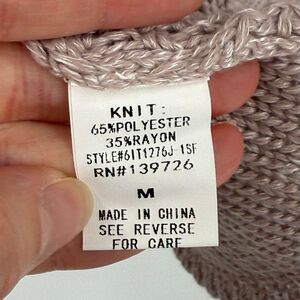 KNIT:
65%POLYESTER
35%RAYON
STYLE#61T1276J-1SF
RN#139726
M
MADE IN CHINA
SEE REVERSE
FOR CARE